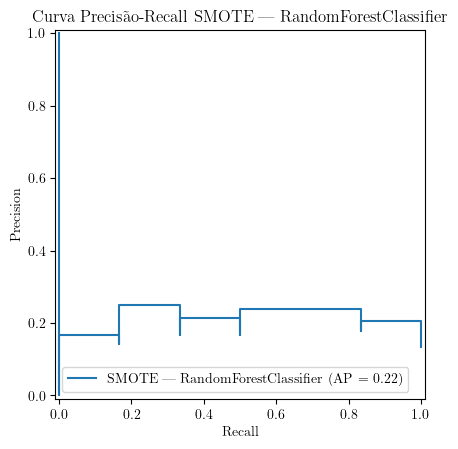 Curva Precisão-Recall SMOTE — RandomForestClassifier
1.0
0.8
0.6
0.4
0.2
0.0
Precision
SMOTE — RandomForestClassifier (AP = 0.22)
0.0 0.2 0.4 0.6 0.8 1.0
Recall